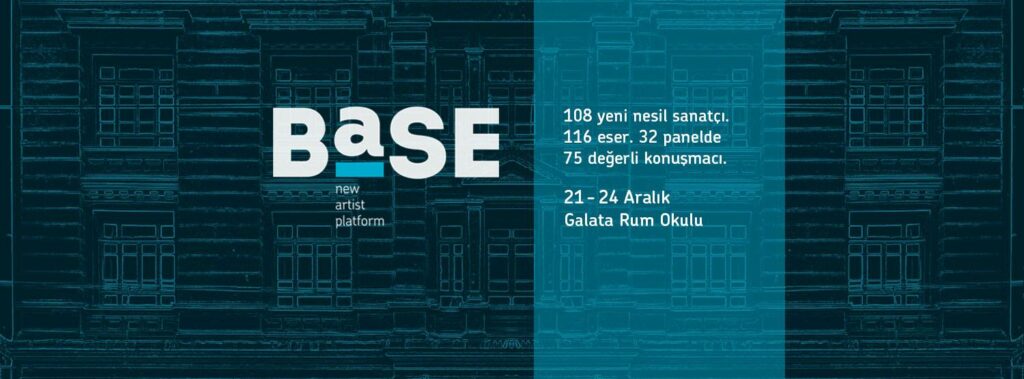 BaSE
new
artist
platform
108 yeni nesil sanatçı.
116 eser. 32 panelde
75 değerli konuşmacı.
21 – 24 Aralık
Galata Rum Okulu